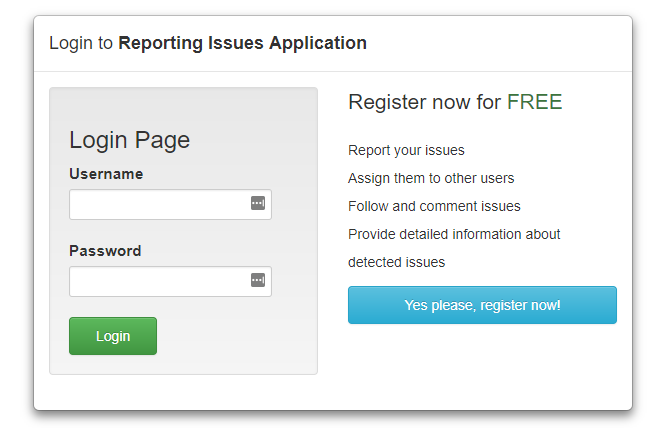 Login to Reporting Issues Application
Login Page
Username
Password
Login
Register now for FREE
Report your issues
Assign them to other users
Follow and comment issues
Provide detailed information about
detected issues
Yes please, register now!